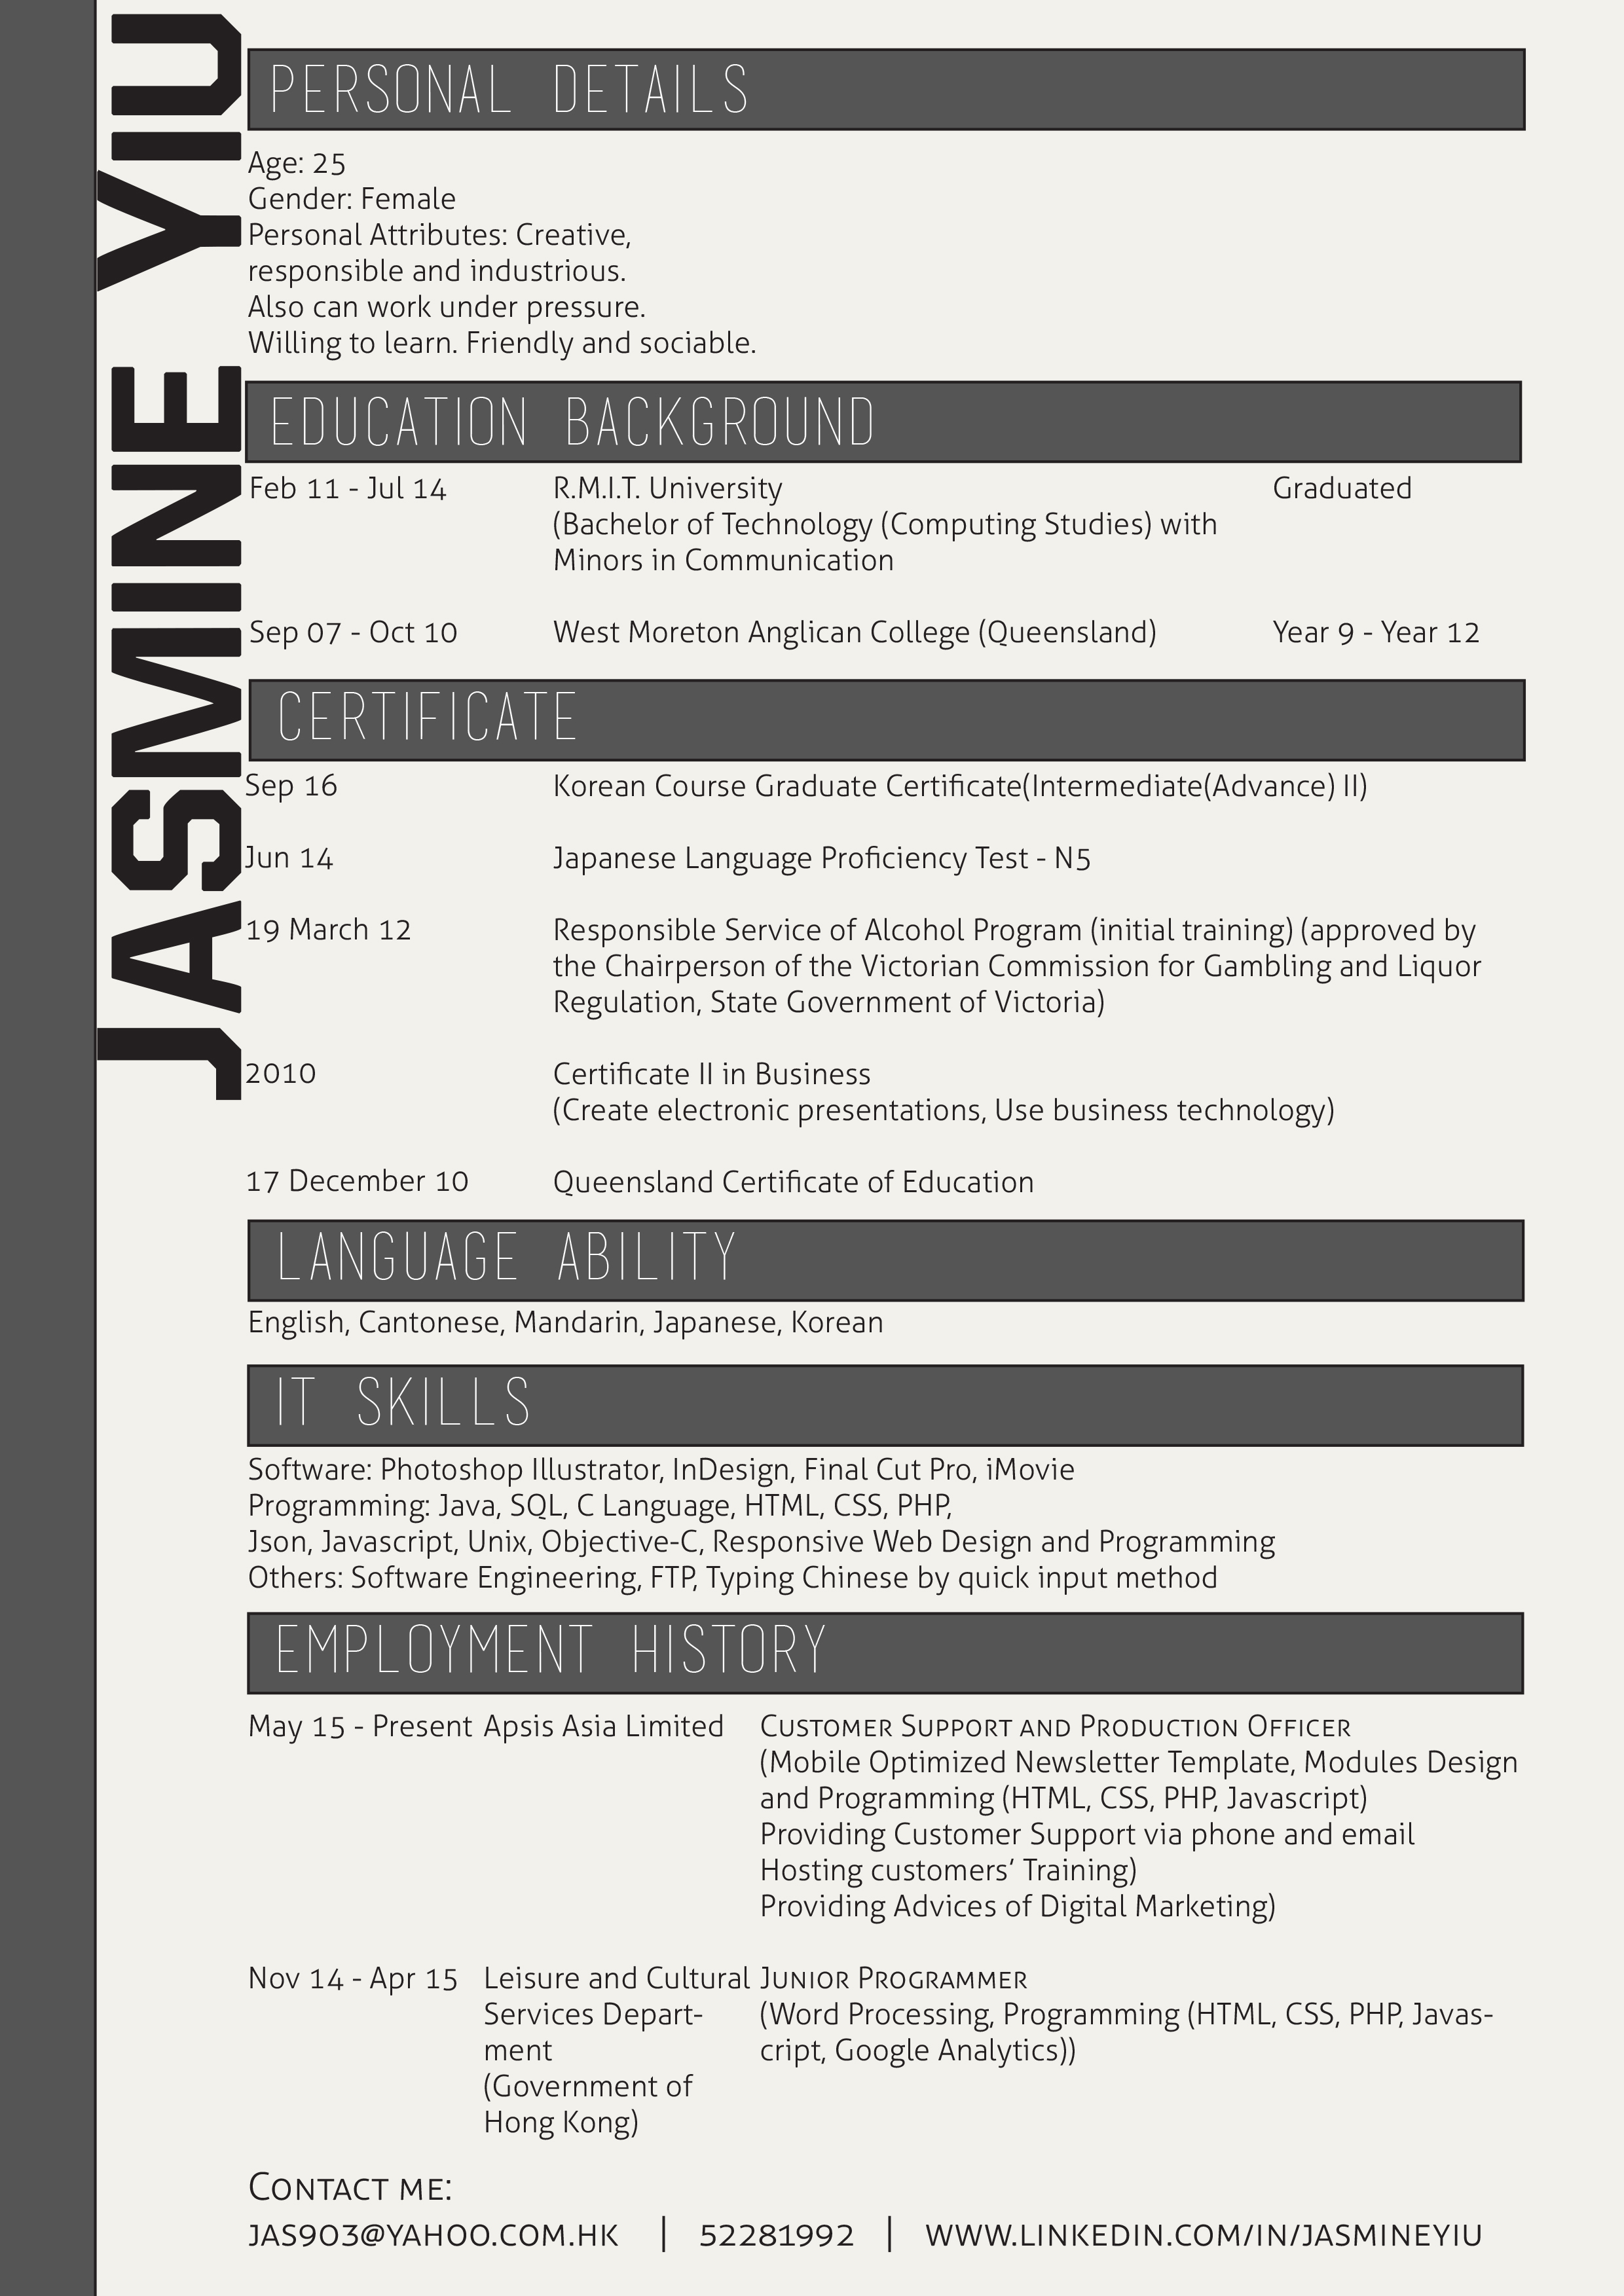 JASMINE YIU
PERSONAL DETAILS
Age: 25
Gender: Female
Personal Attributes: Creative,
responsible and industrious.
Also can work under pressure.
Willing to learn. Friendly and sociable.
EDUCATION BACKGROUND
Feb 11 - Jul 14 R.M.I.T. University Graduated
(Bachelor of Technology (Computing Studies) with
Minors in Communication
Sep 07 - Oct 10 West Moreton Anglican College (Queensland) Year 9 - Year 12
CERTIFICATE
Sep 16 Korean Course Graduate Certificate(Intermediate(Advance) II)
Jun 14 Japanese Language Proficiency Test - N5
19 March 12 Responsible Service of Alcohol Program (initial training) (approved by
the Chairperson of the Victorian Commission for Gambling and Liquor
Regulation, State Government of Victoria)
2010 Certificate II in Business
(Create electronic presentations, Use business technology)
17 December 10 Queensland Certificate of Education
LANGUAGE ABILITY
English, Cantonese, Mandarin, Japanese, Korean
IT SKILLS
Software: Photoshop Illustrator, InDesign, Final Cut Pro, iMovie
Programming: Java, SQL, C Language, HTML, CSS, PHP,
Json, Javascript, Unix, Objective-C, Responsive Web Design and Programming
Others: Software Engineering, FTP, Typing Chinese by quick input method
EMPLOYMENT HISTORY
May 15 - Present Apsis Asia Limited Customer Support and Production Officer
(Mobile Optimized Newsletter Template, Modules Design
and Programming (HTML, CSS, PHP, Javascript)
Providing Customer Support via phone and email
Hosting customers’ Training)
Providing Advices of Digital Marketing)
Nov 14 - Apr 15 Leisure and Cultural Junior Programmer
Services Depart- (Word Processing, Programming (HTML, CSS, PHP, Javas-
ment cript, Google Analytics))
(Government of
Hong Kong)
Contact me:
JAS903@YAHOO.COM.HK | 52281992 | WWW.LINKEDIN.COM/IN/JASMINEYIU